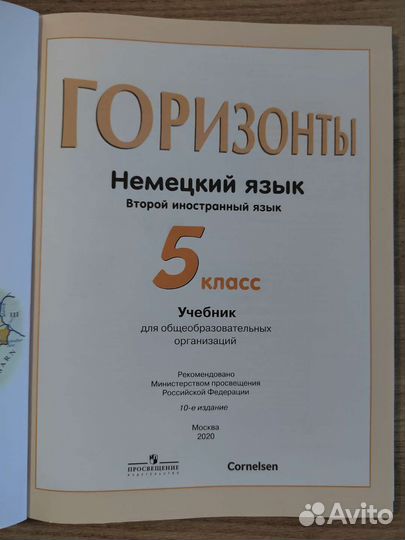 ГОРИЗОНТЫ
Немецкий язык
Второй иностранный язык
5 класс
Учебник
для общеобразовательных
организаций
Рекомендовано
Министерством просвещения
Российской Федерации
10-е издание
Москва
2020
ПРОСВЕЩЕНИЕ
ИЗДАТЕЛЬСТВО
Cornelsen
Avito